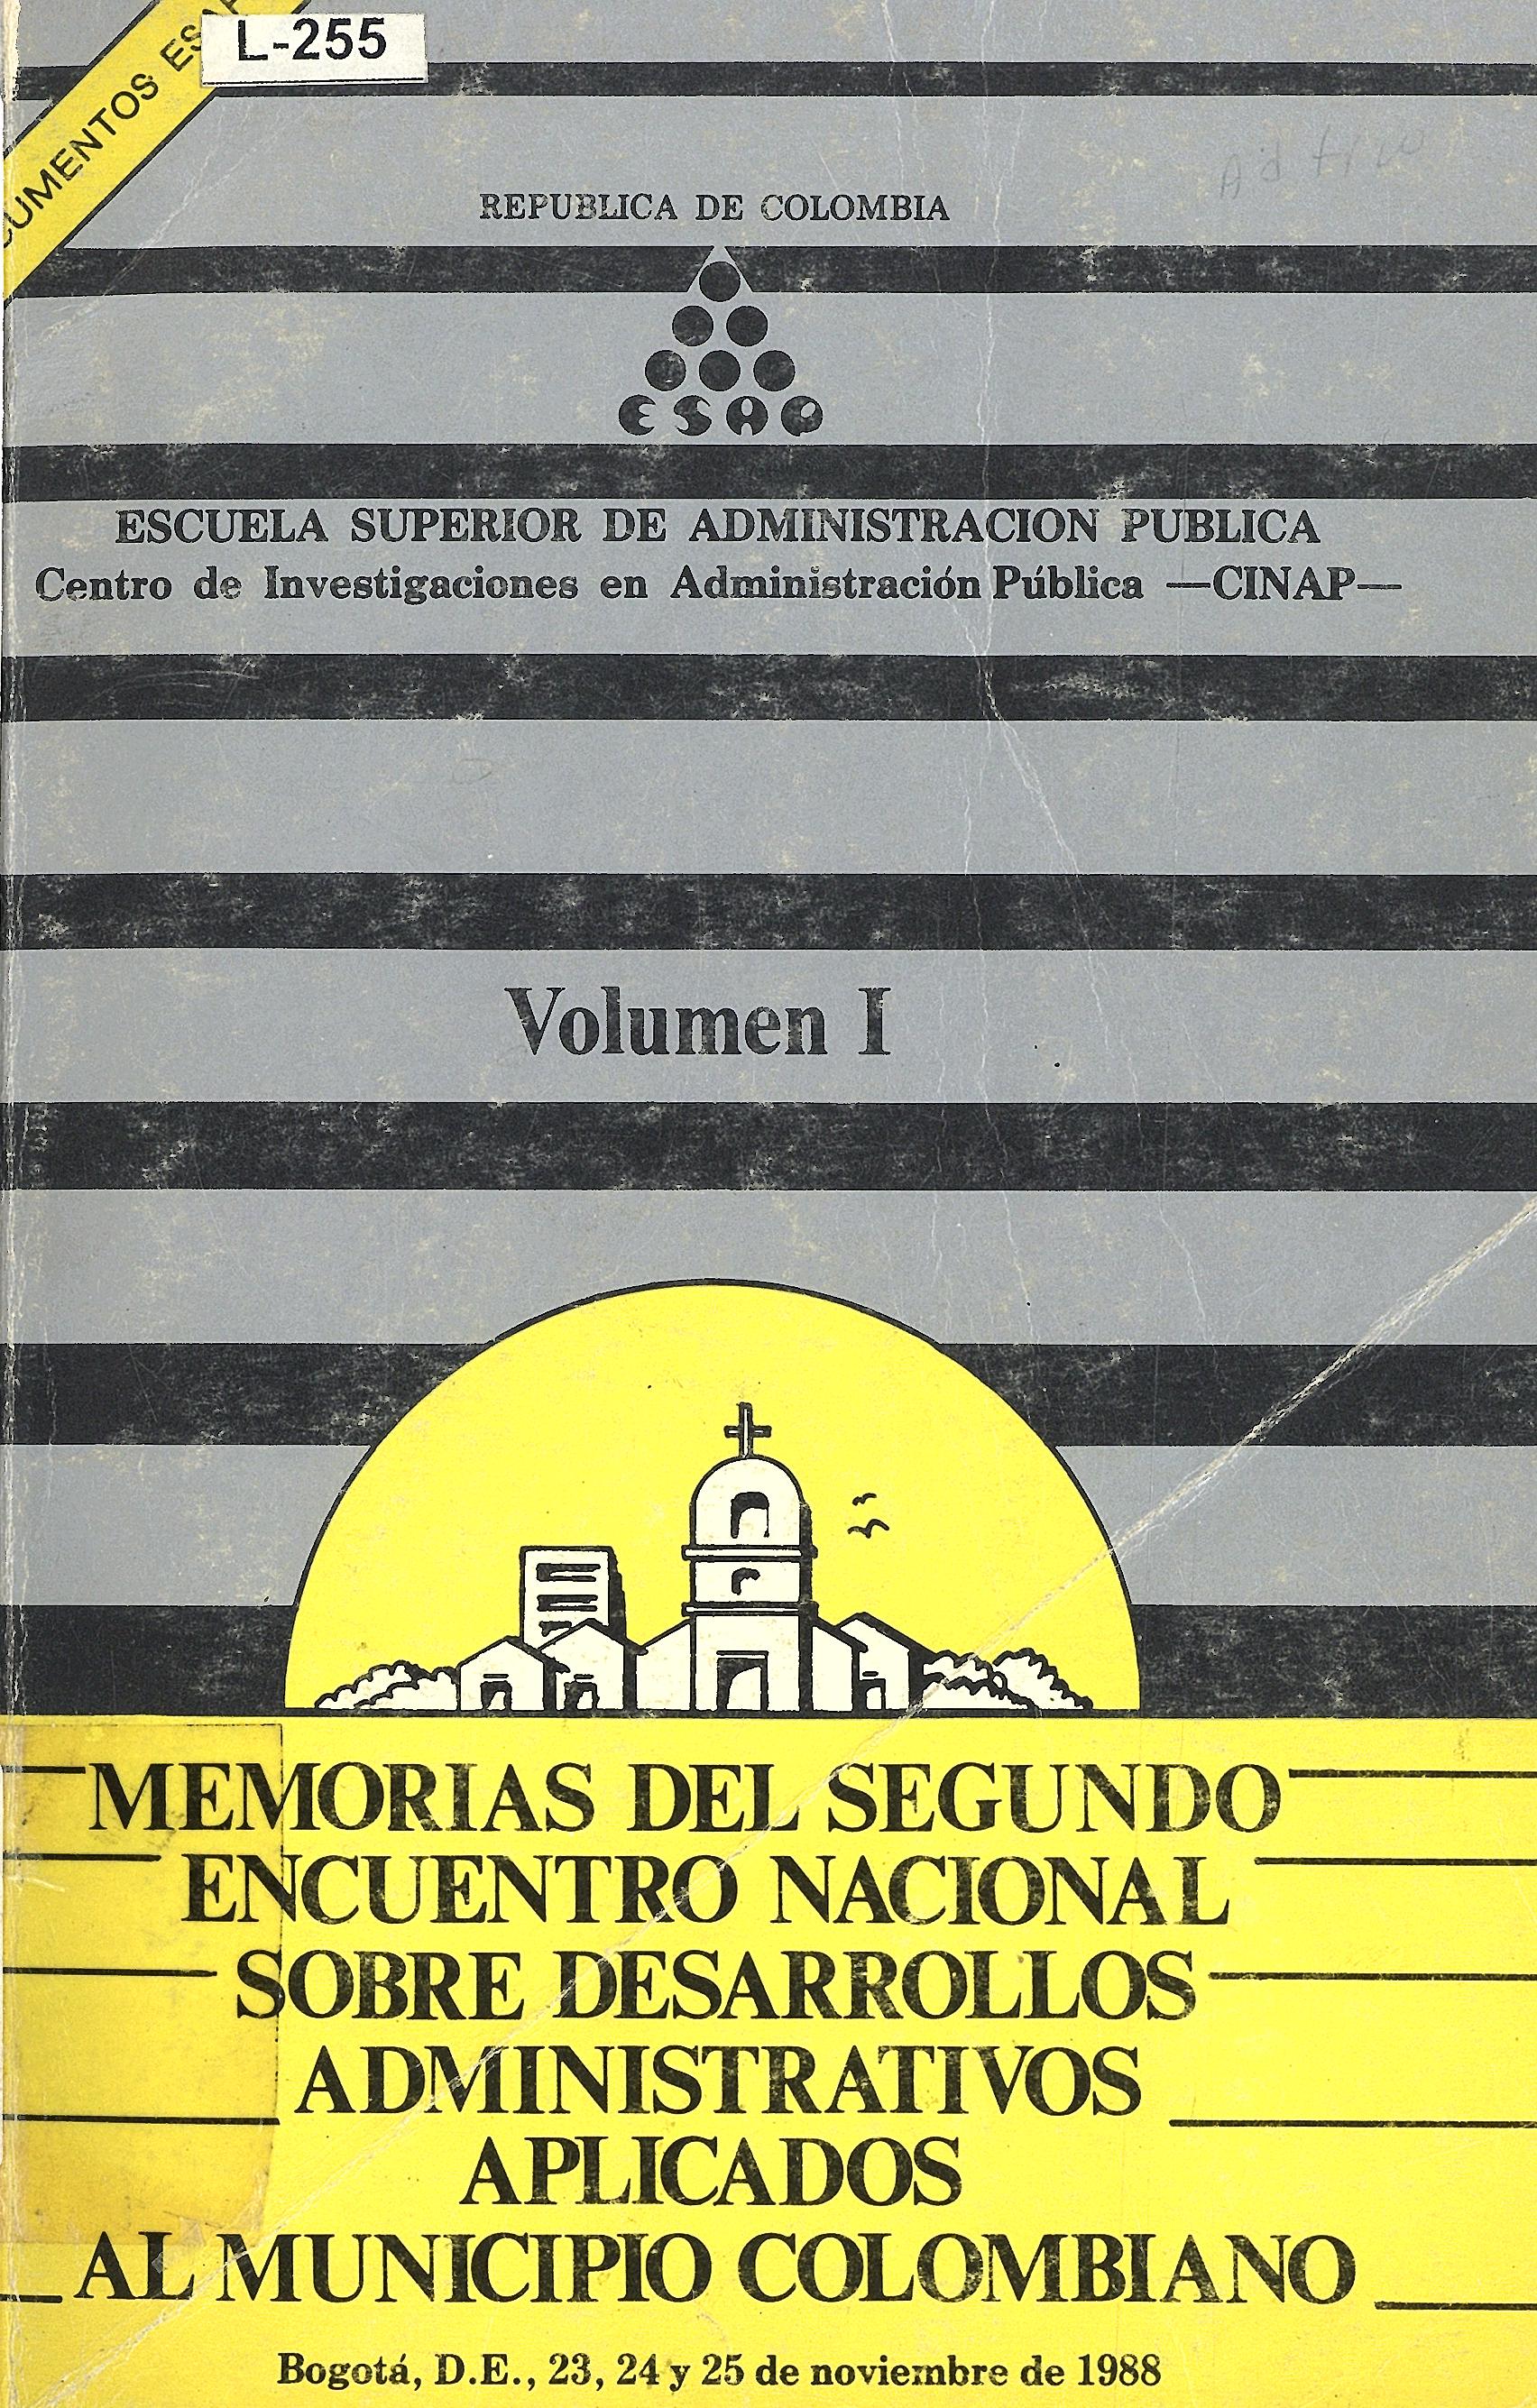 L-255
REPUBLICA DE COLOMBIA
ESAP
ESCUELA SUPERIOR DE ADMINISTRACION PUBLICA
Centro de Investigaciones en Administración Pública —CINAP—
Volumen I
MEMORIAS DEL SEGUNDO
ENCUENTRO NACIONAL
SOBRE DESARROLLOS
ADMINISTRATIVOS
APLICADOS
AL MUNICIPIO COLOMBIANO
Bogotá, D.E., 23, 24 y 25 de noviembre de 1988